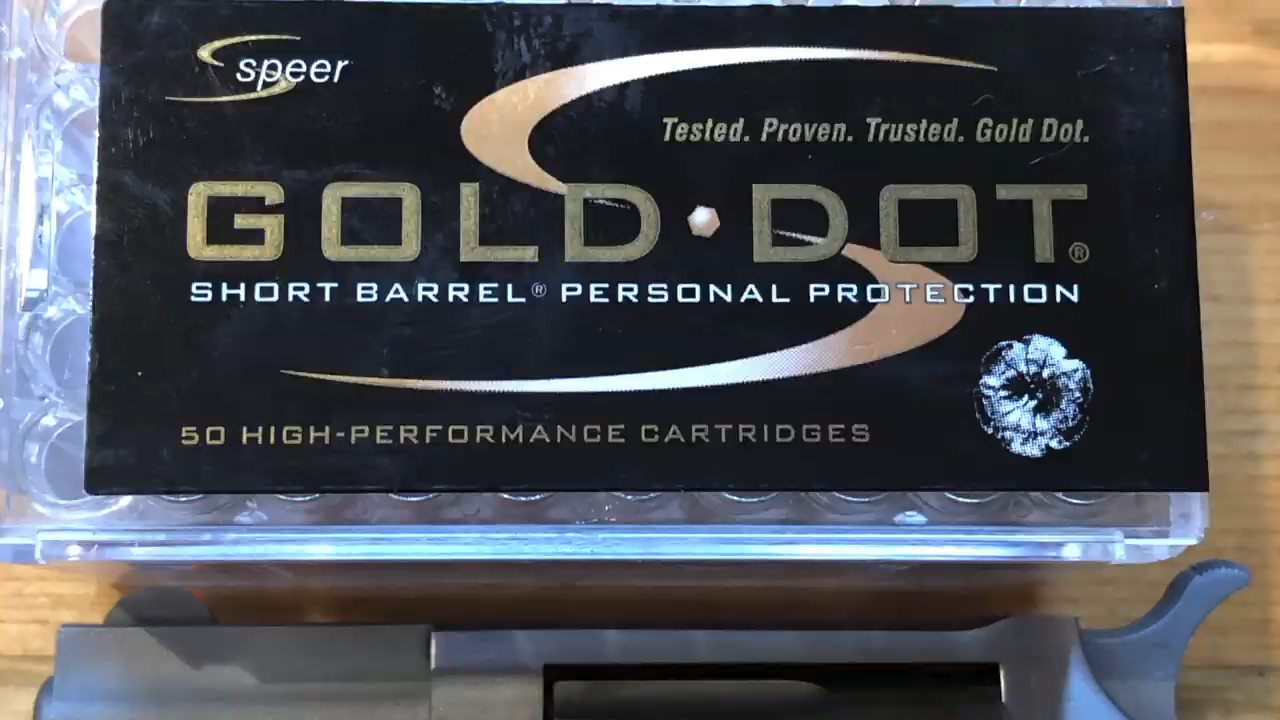 speer
Tested. Proven. Trusted. Gold Dot.
GOLD DOT®
SHORT BARREL® PERSONAL PROTECTION
50 HIGH-PERFORMANCE CARTRIDGES